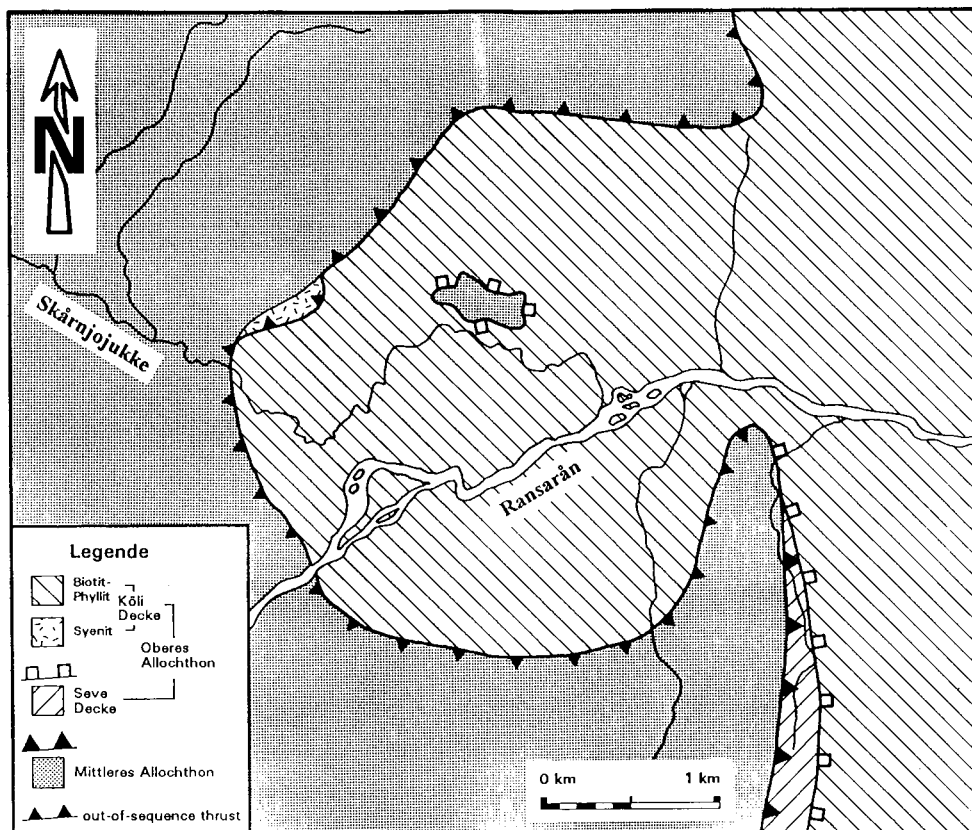 N
Skårnjojukke
Ransarån
Legende
Biotit-
Phyllit
Köli
Decke
Syenit
Oberes
Allochthon
Seve
Decke
Mittleres Allochthon
out-of-sequence thrust
0 km 1 km